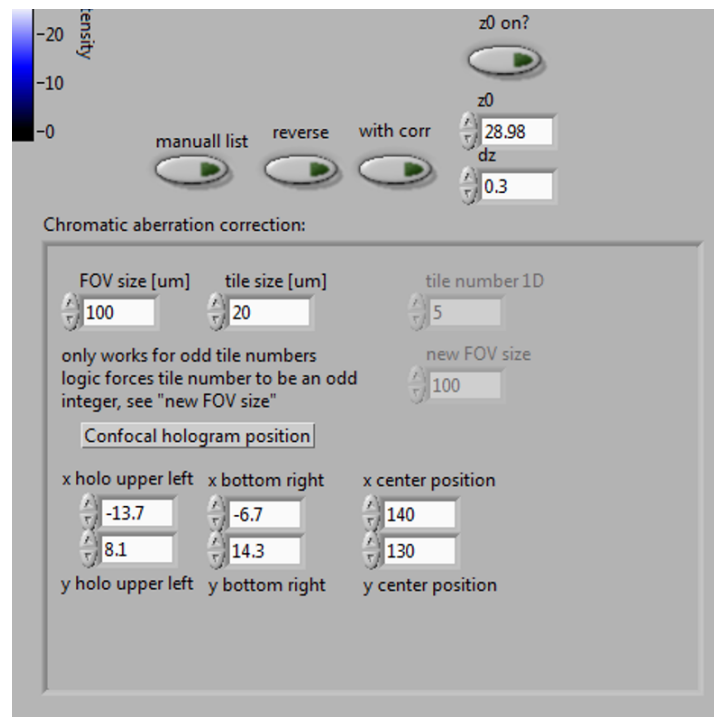 -20
tensity
-10
-0
z0 on?
z0
28.98
dz
0.3
manuall list
reverse
with corr
Chromatic aberration correction:
FOV size [um]
100
tile size [um]
20
tile number 1D
5
only works for odd tile numbers
logic forces tile number to be an odd
integer, see "new FOV size"
new FOV size
100
Confocal hologram position
x holo upper left
x bottom right
x center position
-13.7
-6.7
140
8.1
14.3
130
y holo upper left
y bottom right
y center position